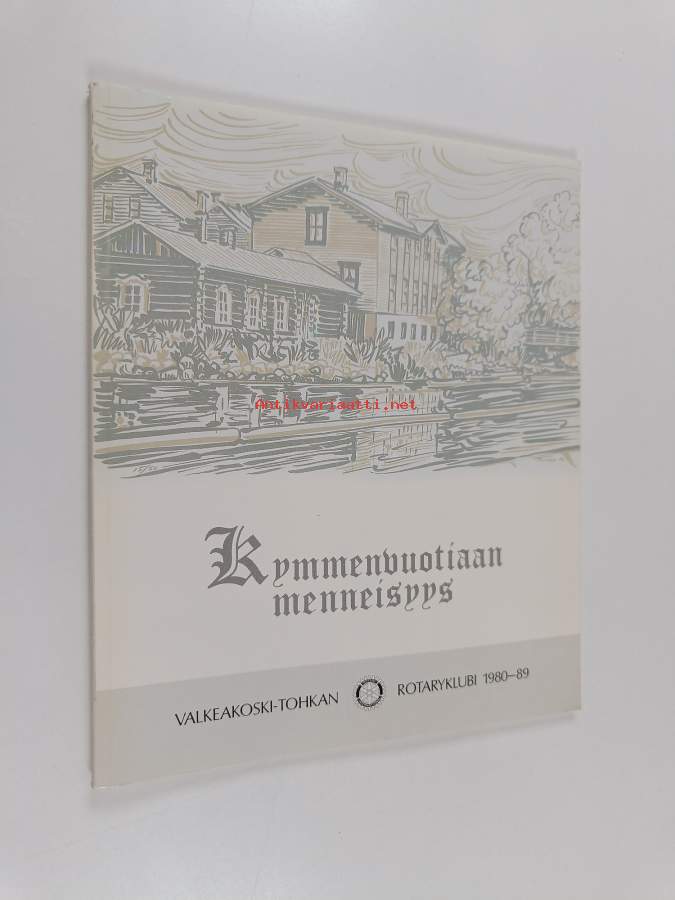 Antikvariaatti.net
Kymmenvuotiaan
menneisyys
VALKEAKOSKI-TOHKAN ROTARYKLUBI 1980–89